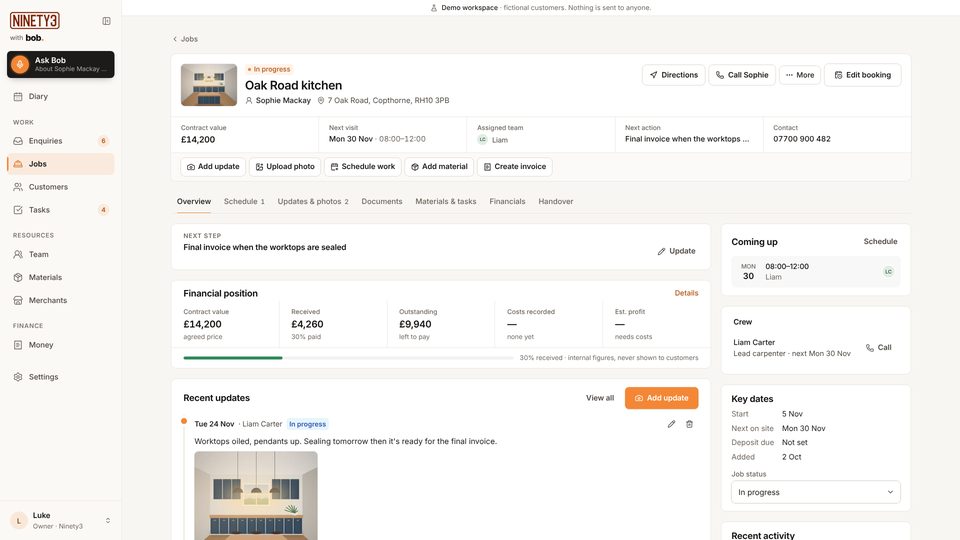 NINETY3
with bob.
Demo workspace · fictional customers. Nothing is sent to anyone.
Ask Bob
About Sophie Mackay ...
Diary
WORK
Enquiries 6
Jobs
Customers
Tasks 4
RESOURCES
Team
Materials
Merchants
FINANCE
Money
Settings
L
Luke
Owner · Ninety3
Jobs
In progress
Oak Road kitchen
Sophie Mackay 7 Oak Road, Copthorne, RH10 3PB
Directions
Call Sophie
More
Edit booking
Contract value
£14,200
Next visit
Mon 30 Nov · 08:00–12:00
Assigned team
LC Liam
Next action
Final invoice when the worktops ...
Contact
07700 900 482
Add update
Upload photo
Schedule work
Add material
Create invoice
Overview
Schedule 1
Updates & photos 2
Documents
Materials & tasks
Financials
Handover
NEXT STEP
Final invoice when the worktops are sealed
Update
Financial position
Details
Contract value
£14,200
agreed price
Received
£4,260
30% paid
Outstanding
£9,940
left to pay
Costs recorded
—
none yet
Est. profit
—
needs costs
30% received · internal figures, never shown to customers
Recent updates
View all
Add update
Tue 24 Nov · Liam Carter In progress
Worktops oiled, pendants up. Sealing tomorrow then it's ready for the final invoice.
Coming up
Schedule
MON
30
08:00–12:00
Liam
LC
Crew
Liam Carter
Lead carpenter · next Mon 30 Nov
Call
Key dates
Start 5 Nov
Next on site Mon 30 Nov
Deposit due Not set
Added 2 Oct
Job status
In progress
Recent activity